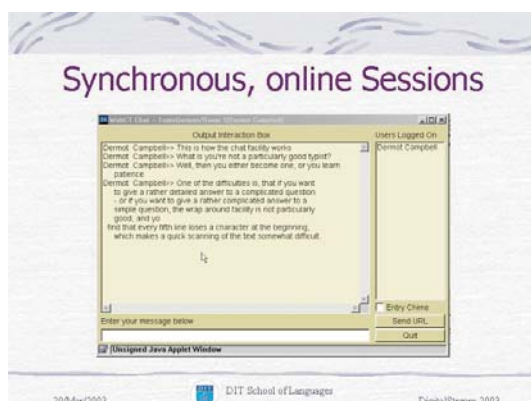 Synchronous, online Sessions
WebCT Chat
Output Interaction Box
Users Logged On
Dermot Campbell>> This is how the chat facility works
Dermot Campbell
Dermot Campbell>> What is you're not a particularly good typist?
Dermot Campbell>> Well, then you either become one, or you learn
patience
Dermot Campbell>> One of the difficulties is, that if you want
to give a rather detailed answer to a complicated question
- or if you want to give a rather complicated answer to a
simple question, the wrap around facility is not particularly
good, and yo
find that every fifth line loses a character at the beginning,
which makes a quick scanning of the text somewhat difficult.
Entry Chime
Enter your message below
Send URL
Quit
Unsigned Java Applet Window
DIT School of Languages